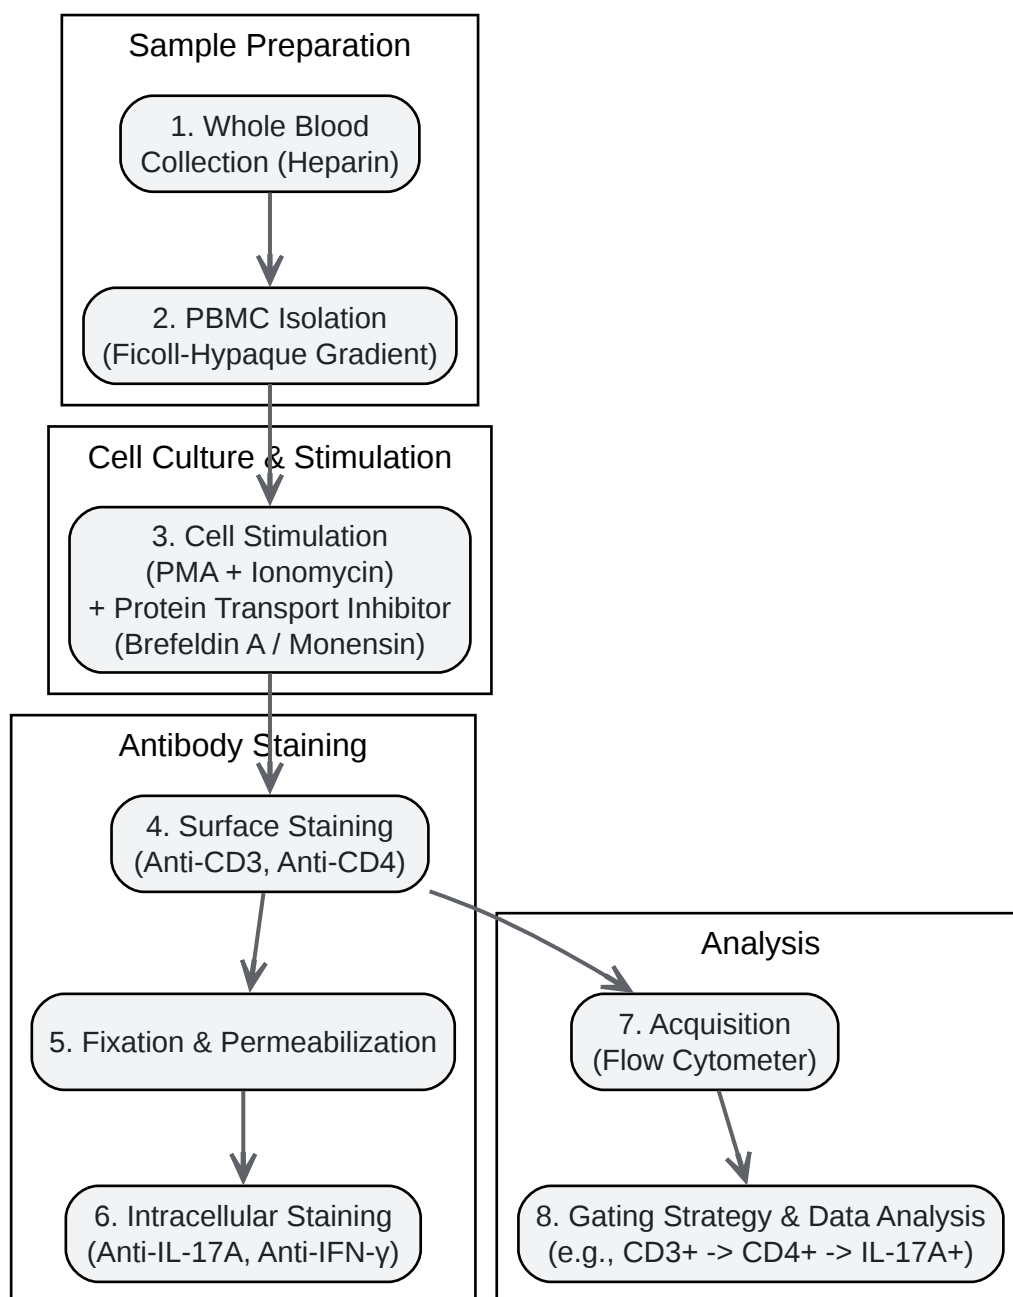 Sample Preparation
1. Whole Blood
Collection (Heparin)
2. PBMC Isolation
(Ficoll-Hypaque Gradient)
Cell Culture & Stimulation
3. Cell Stimulation
(PMA + Ionomycin)
+ Protein Transport Inhibitor
(Brefeldin A / Monensin)
Antibody Staining
4. Surface Staining
(Anti-CD3, Anti-CD4)
5. Fixation & Permeabilization
6. Intracellular Staining
(Anti-IL-17A, Anti-IFN-γ)
Analysis
7. Acquisition
(Flow Cytometer)
8. Gating Strategy & Data Analysis
(e.g., CD3+ -> CD4+ -> IL-17A+)